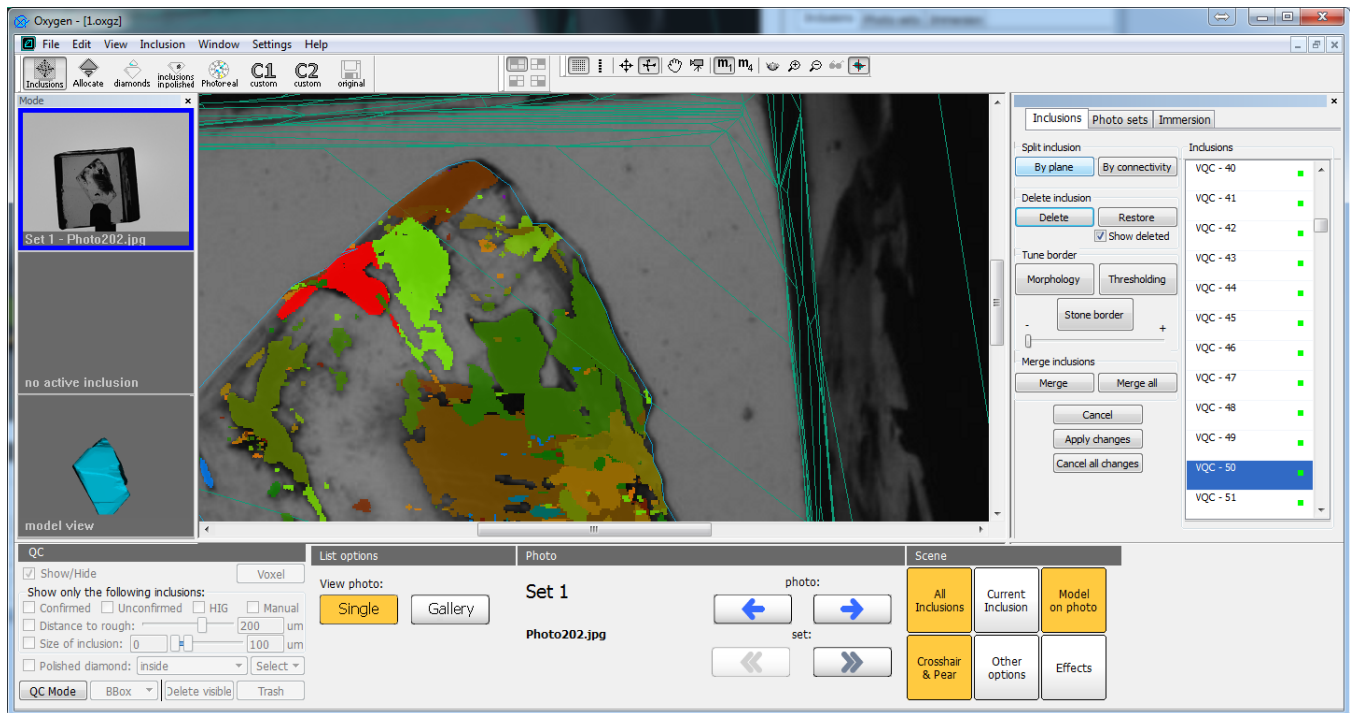 Oxygen - [1.oxgz]
File Edit View Inclusion Window Settings Help
Inclusions Allocate diamonds inclusions in polished Photoreal C1 custom C2 custom original
m1 m4
Mode
Set 1 - Photo202.jpg
no active inclusion
model view
Inclusions Photo sets Immersion
Split inclusion
By plane By connectivity
Delete inclusion
Delete Restore
Show deleted
Tune border
Morphology Thresholding
Stone border
- +
Merge inclusions
Merge Merge all
Cancel
Apply changes
Cancel all changes
Inclusions
VQC - 40
VQC - 41
VQC - 42
VQC - 43
VQC - 44
VQC - 45
VQC - 46
VQC - 47
VQC - 48
VQC - 49
VQC - 50
VQC - 51
QC
Show/Hide Voxel
Show only the following inclusions:
Confirmed Unconfirmed HIG Manual
Distance to rough: 200 um
Size of inclusion: 0 100 um
Polished diamond: inside Select
QC Mode BBox Delete visible Trash
List options
View photo:
Single Gallery
Photo
Set 1
Photo202.jpg
photo:
set:
Scene
All Inclusions
Current Inclusion
Model on photo
Crosshair & Pear
Other options
Effects